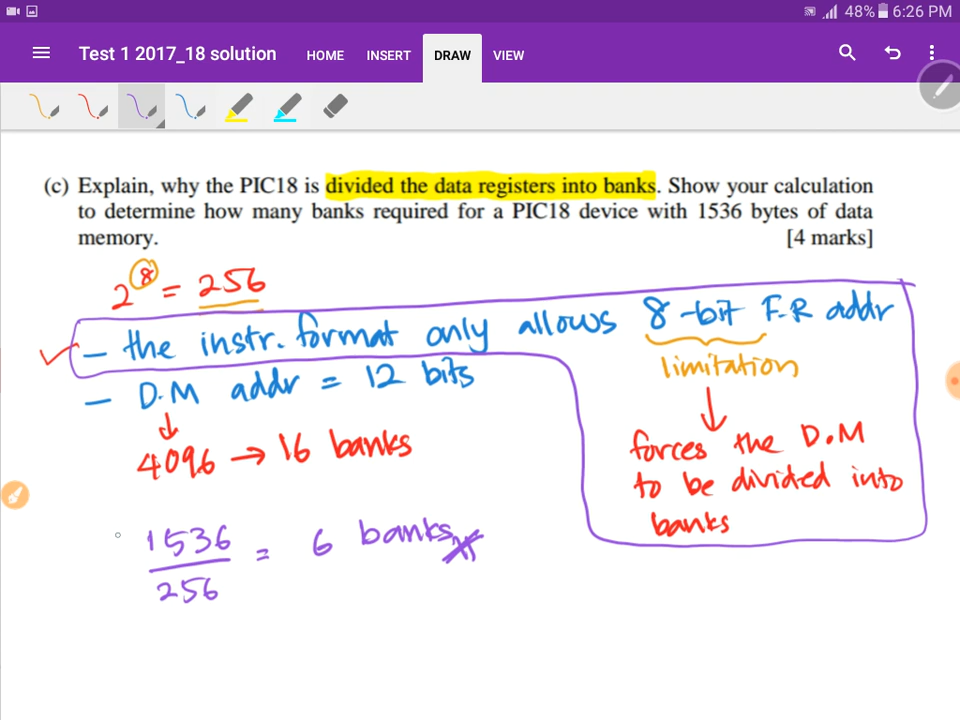 48% 6:26 PM
Test 1 2017_18 solution HOME INSERT DRAW VIEW
(c) Explain, why the PIC18 is divided the data registers into banks. Show your calculation
to determine how many banks required for a PIC18 device with 1536 bytes of data
memory. [4 marks]
2^8 = 256
- the instr. format only allows 8-bit F.R addr
limitation
- D.M addr = 12 bits
4096 → 16 banks
forces the D.M
to be divided into
banks
1536
256
= 6 banks